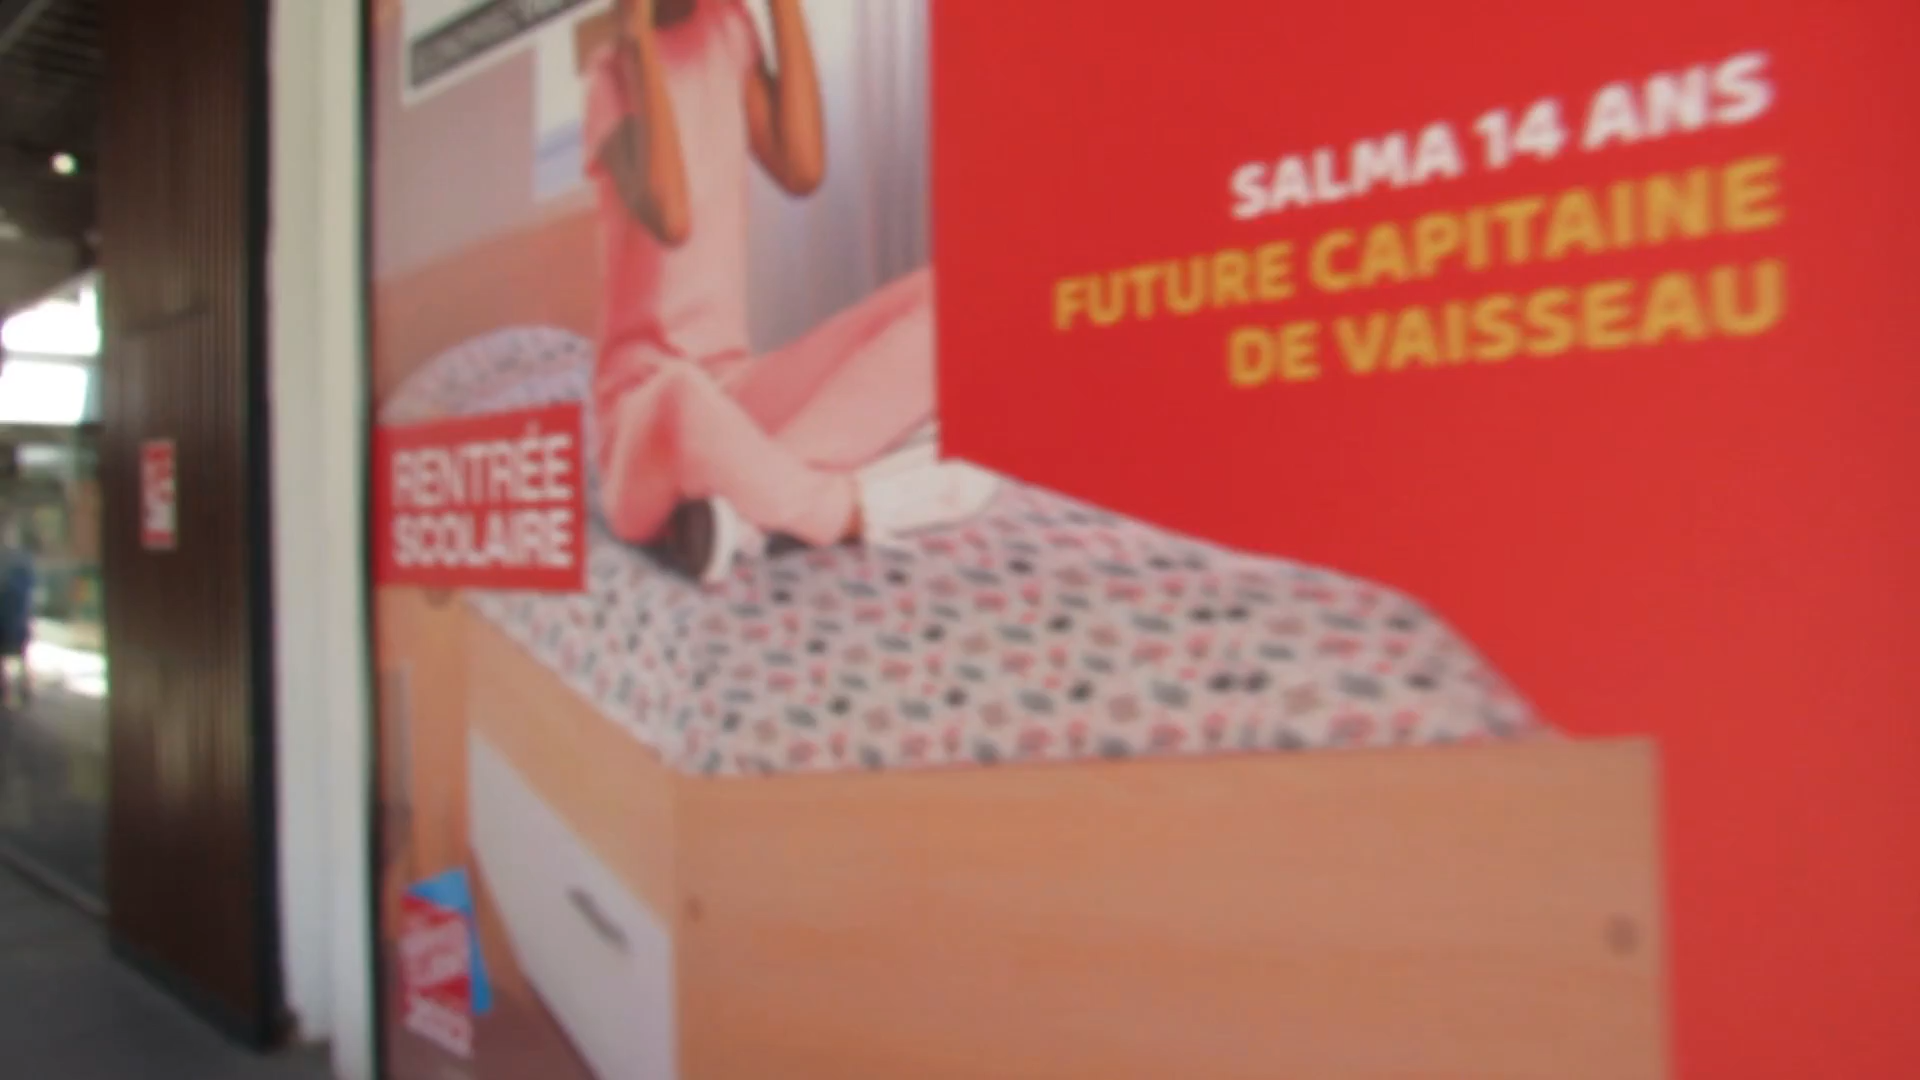 SALMA 14 ANS
FUTURE CAPITAINE
DE VAISSEAU
RENTRÉE
SCOLAIRE